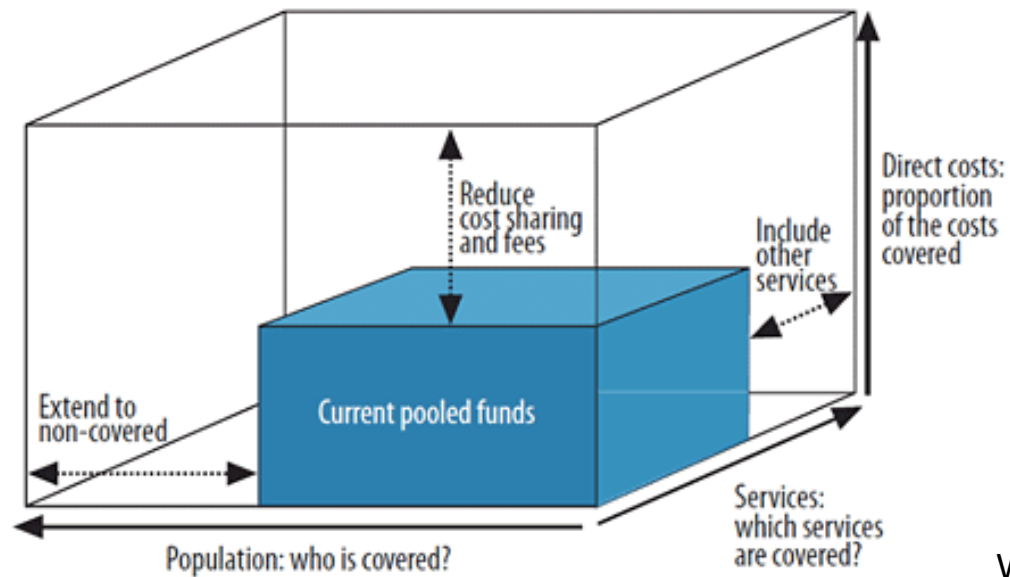 Reduce
cost sharing
and fees
Include
other
services
Direct costs:
proportion
of the costs
covered
Extend to
non-covered
Current pooled funds
Services:
which services
are covered?
Population: who is covered?